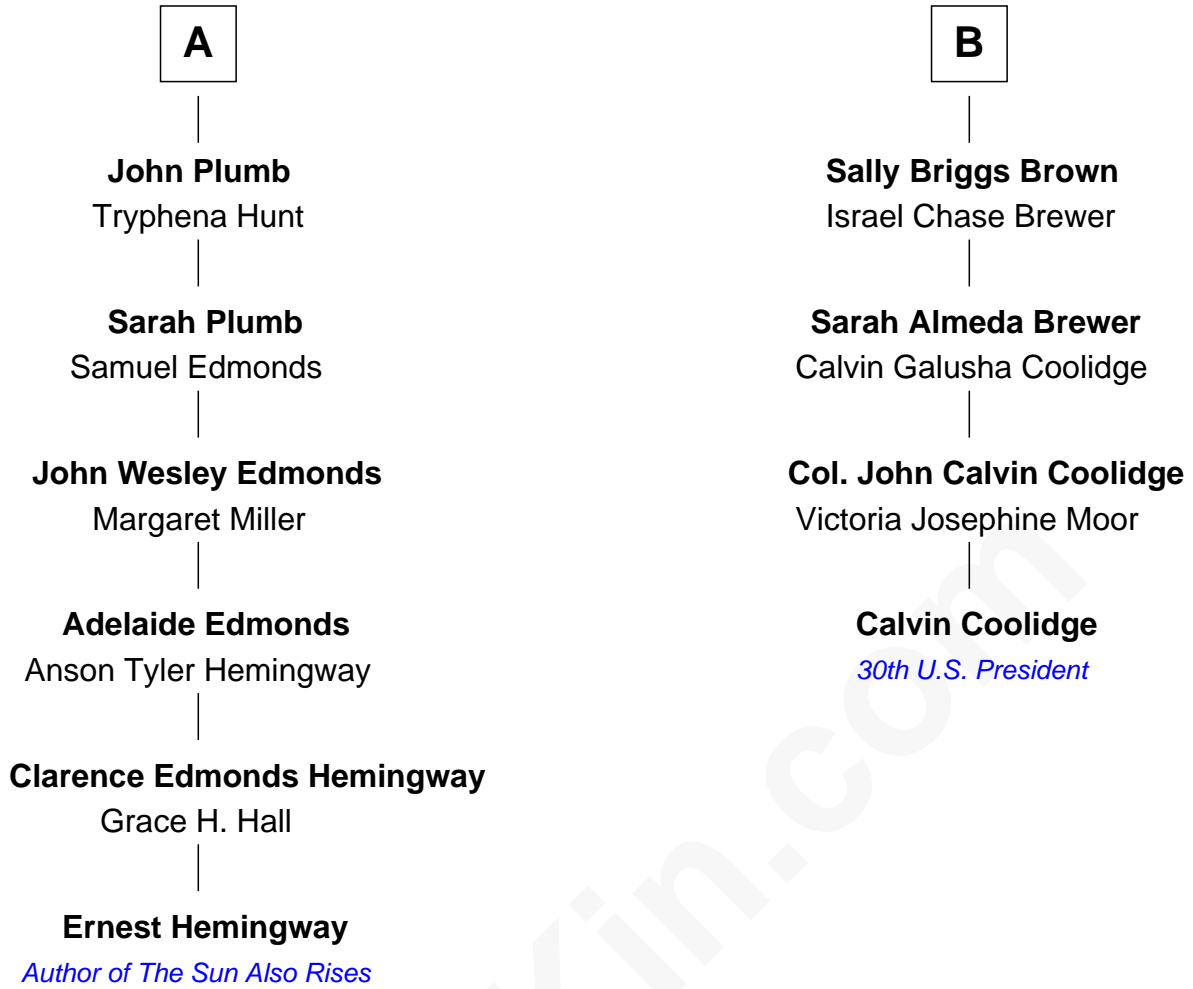 A
John Plumb
Tryphena Hunt
Sarah Plumb
Samuel Edmonds
John Wesley Edmonds
Margaret Miller
Adelaide Edmonds
Anson Tyler Hemingway
Clarence Edmonds Hemingway
Grace H. Hall
Ernest Hemingway
Author of The Sun Also Rises
B
Sally Briggs Brown
Israel Chase Brewer
Sarah Almeda Brewer
Calvin Galusha Coolidge
Col. John Calvin Coolidge
Victoria Josephine Moor
Calvin Coolidge
30th U.S. President